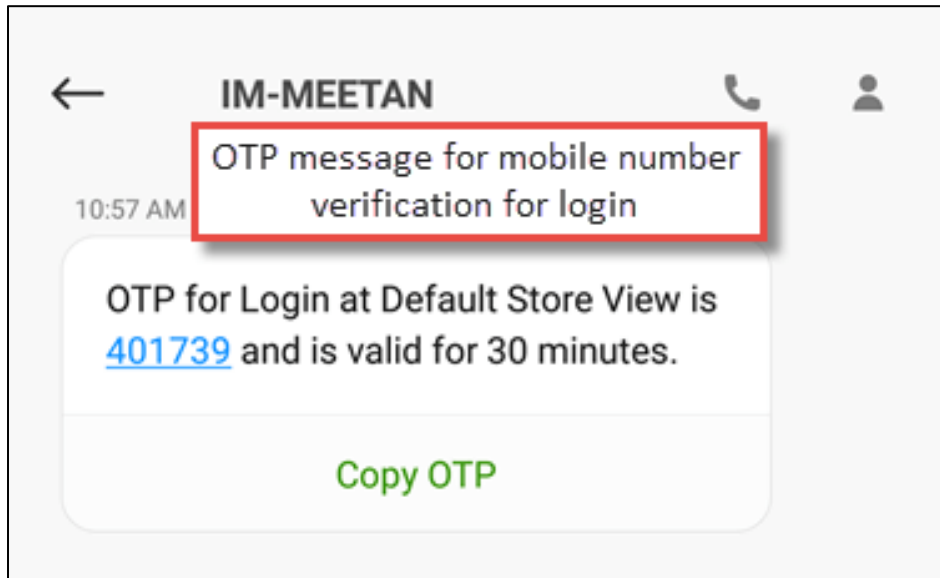 IM-MEETAN
OTP message for mobile number
verification for login
10:57 AM
OTP for Login at Default Store View is
401739 and is valid for 30 minutes.
Copy OTP